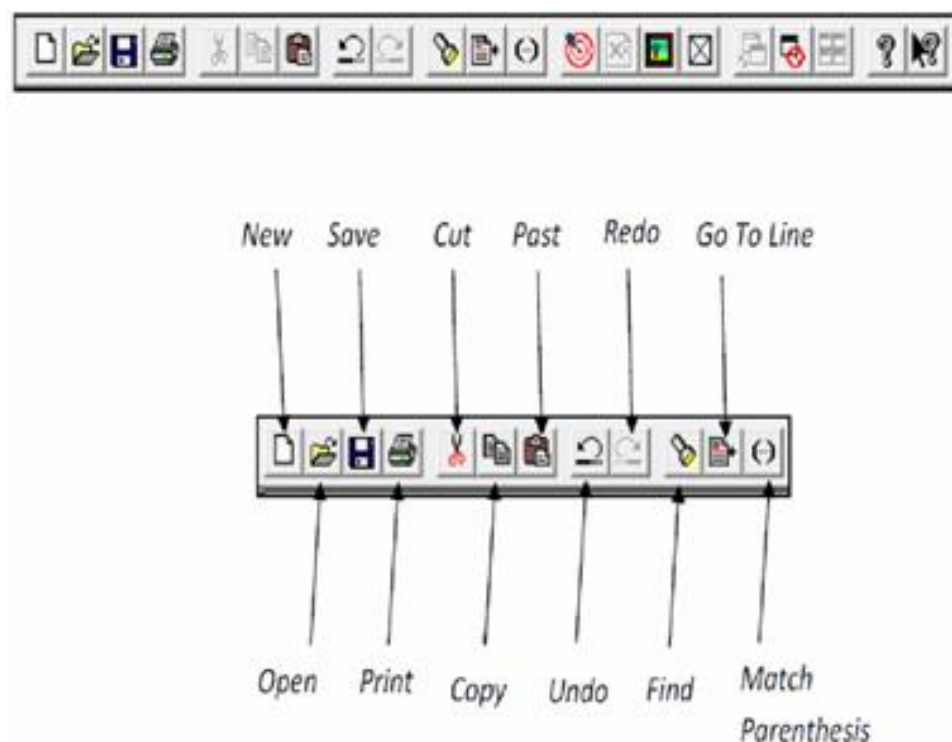 New Save Cut Past Redo Go To Line
Open Print Copy Undo Find Match
Parenthesis